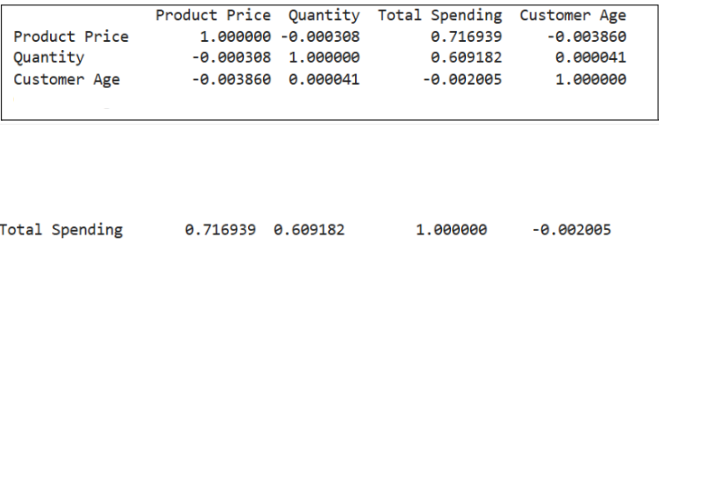 Product Price Quantity Total Spending Customer Age
Product Price 1.000000 -0.000308 0.716939 -0.003860
Quantity -0.000308 1.000000 0.609182 0.000041
Customer Age -0.003860 0.000041 -0.002005 1.000000
Total Spending 0.716939 0.609182 1.000000 -0.002005